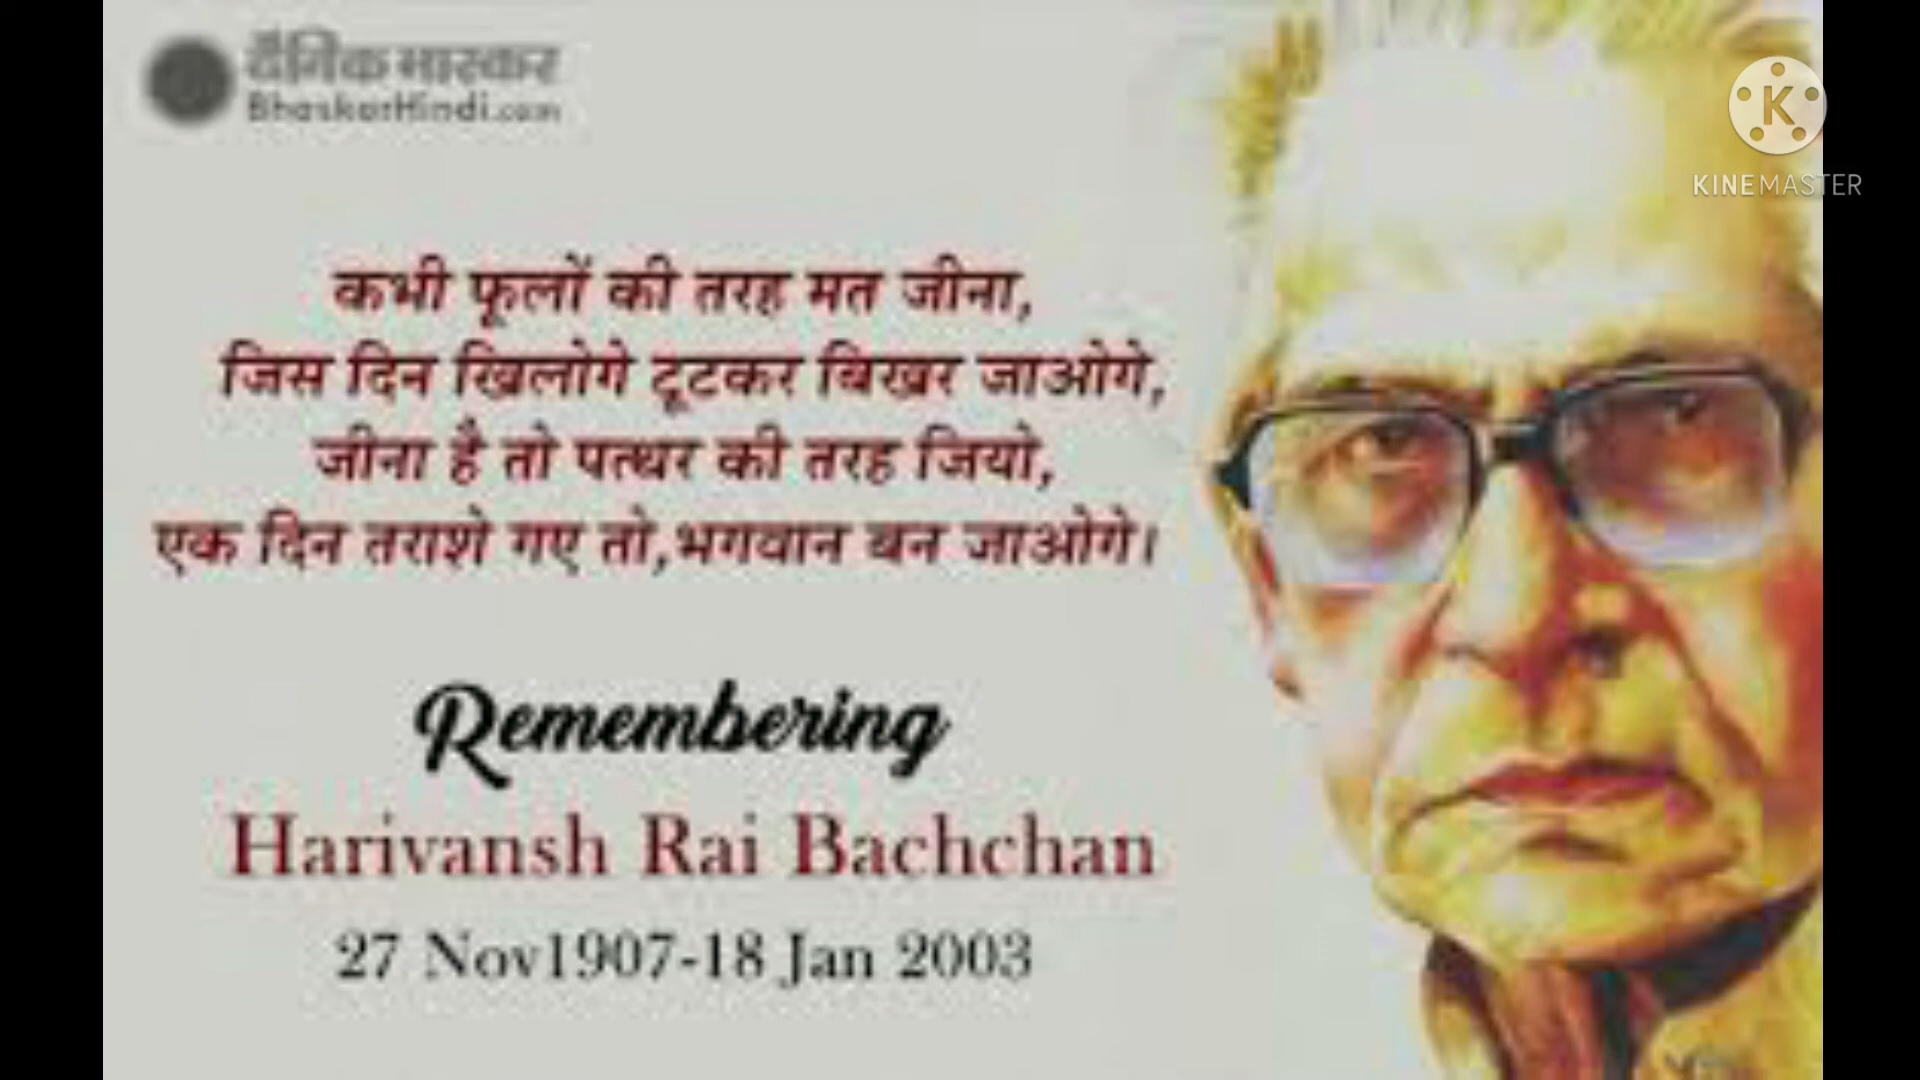 दैनिक भास्कर
BhaskarHindi.com
K
KINEMASTER
कभी फूलों की तरह मत जीना,
जिस दिन खिलोगे टूटकर बिखर जाओगे,
जीना है तो पत्थर की तरह जियो,
एक दिन तराशे गए तो,भगवान बन जाओगे।
Remembering
Harivansh Rai Bachchan
27 Nov1907-18 Jan 2003